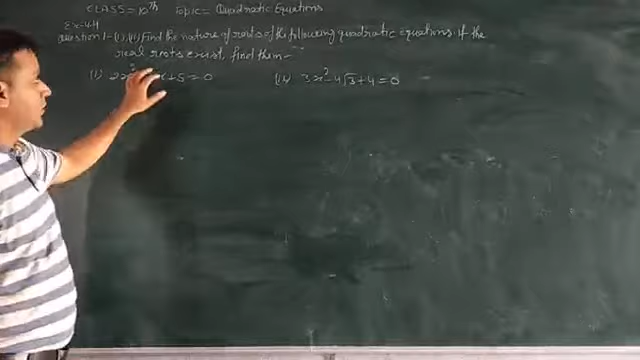 CLASS = 10th Topic = Quadratic Equations
Ex-4.4
Question 1- (i), (ii) Find the nature of roots of the following quadratic equations. if the
real roots exist, find them-
(i) 2x² x+5=0 (ii) 3x²-4√3+4=0